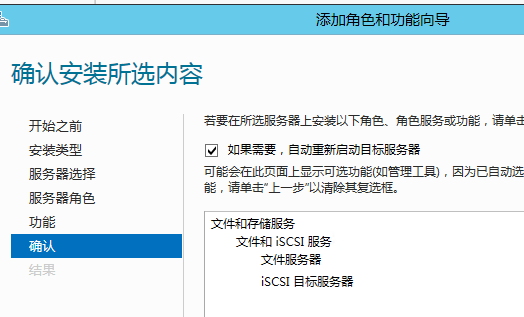 添加角色和功能向导
确认安装所选内容
开始之前
安装类型
服务器选择
服务器角色
功能
确认
结果
若要在所选服务器上安装以下角色、角色服务或功能，请单击
如果需要，自动重新启动目标服务器
可能会在此页面上显示可选功能(如管理工具)，因为已自动选
能，请单击“上一步”以清除其复选框。
文件和存储服务
文件和 iSCSI 服务
文件服务器
iSCSI 目标服务器